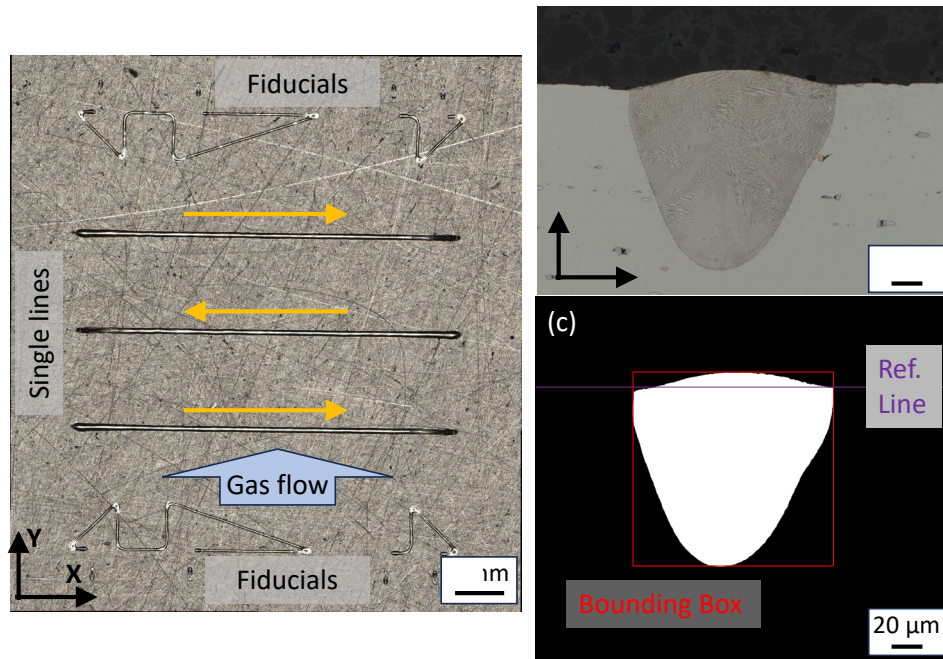 Fiducials
Single lines
Gas flow
Y
X
Fiducials
(c)
Ref.
Line
Bounding Box
20 µm